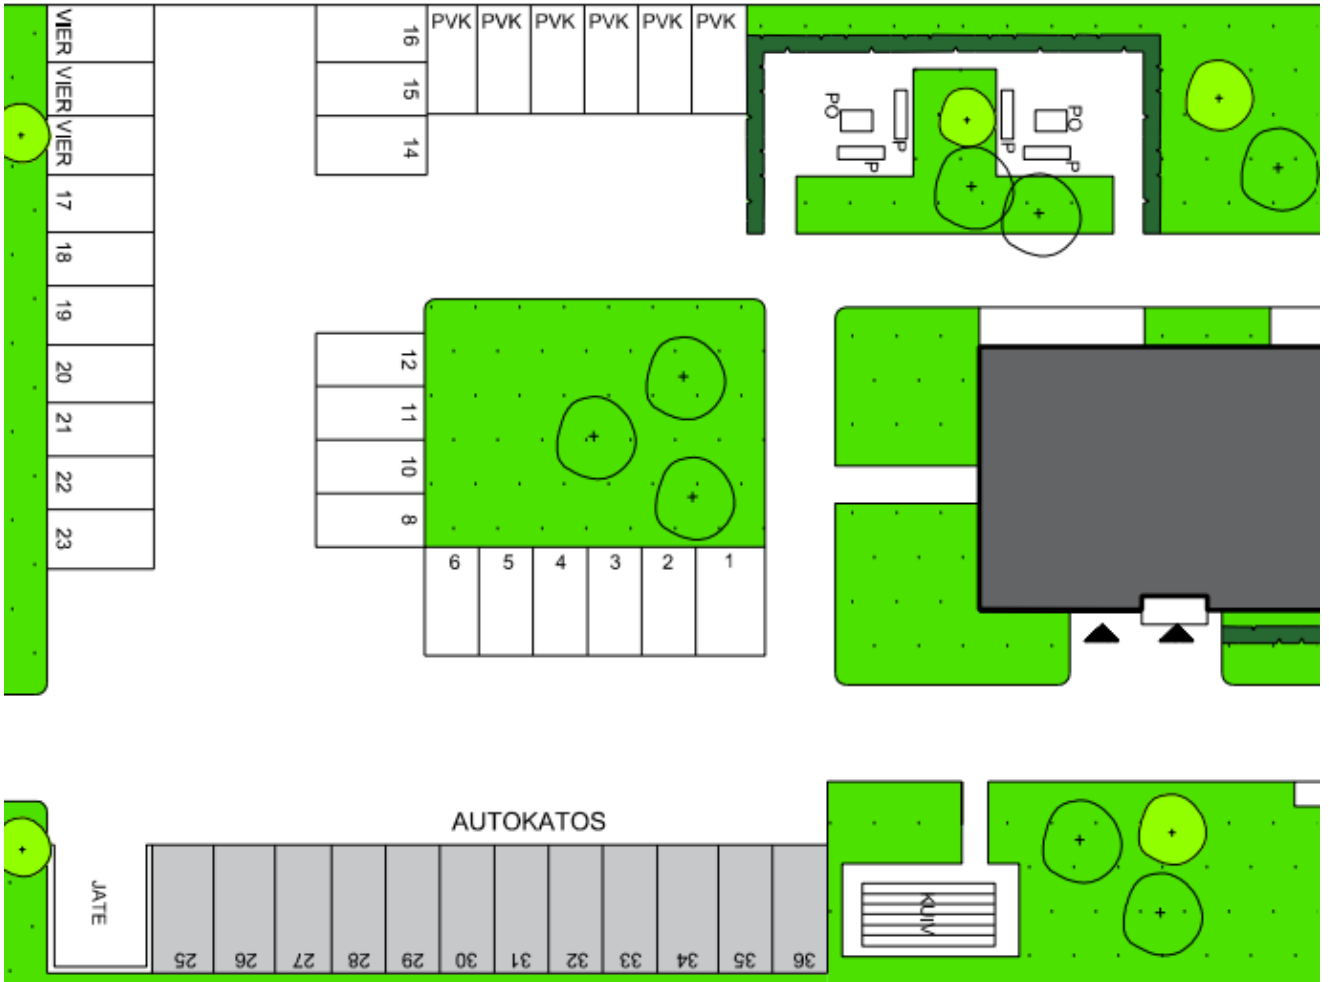 VIER
VIER
VIER
17
18
19
20
21
22
23
16
15
14
PVK PVK PVK PVK PVK PVK
PO
P
P
P
PO
P
12
11
10
8
6 5 4 3 2 1
AUTOKATOS
JATE
25 26 27 28 29 30 31 32 33 34 35 36
KUIV